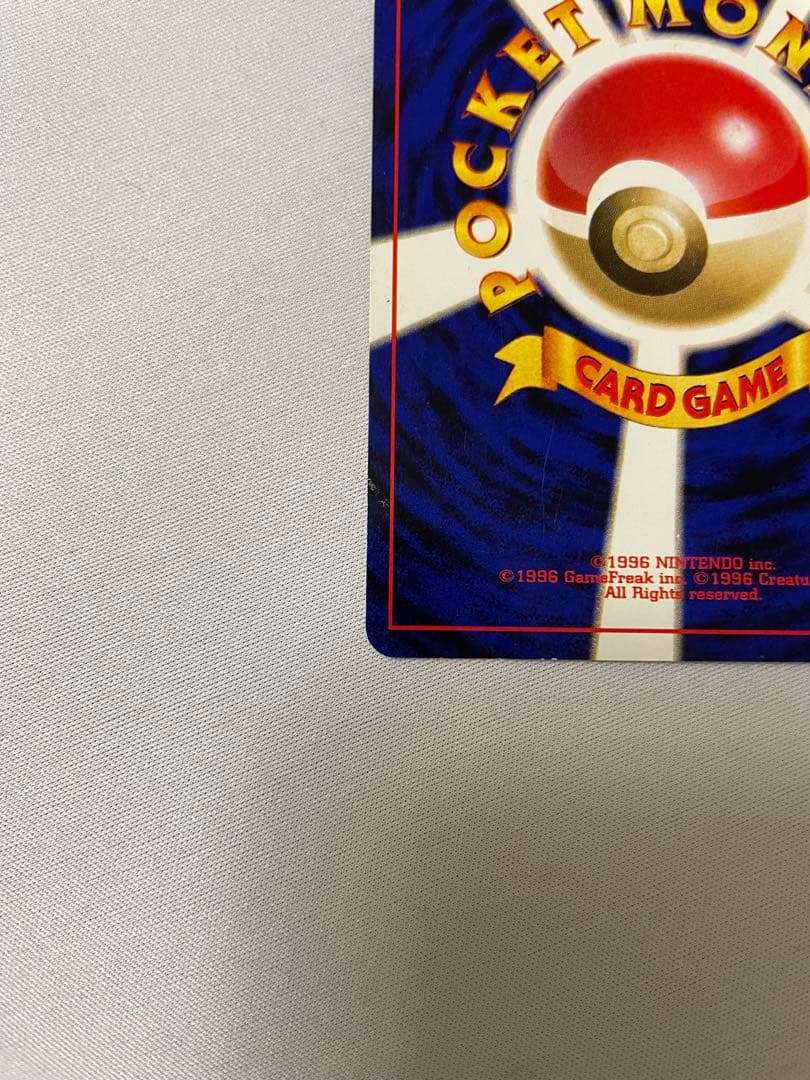 POCKET MON
CARD GAME
©1996 NINTENDO inc.
©1996 GameFreak inc. ©1996 Creatu
All Rights reserved.